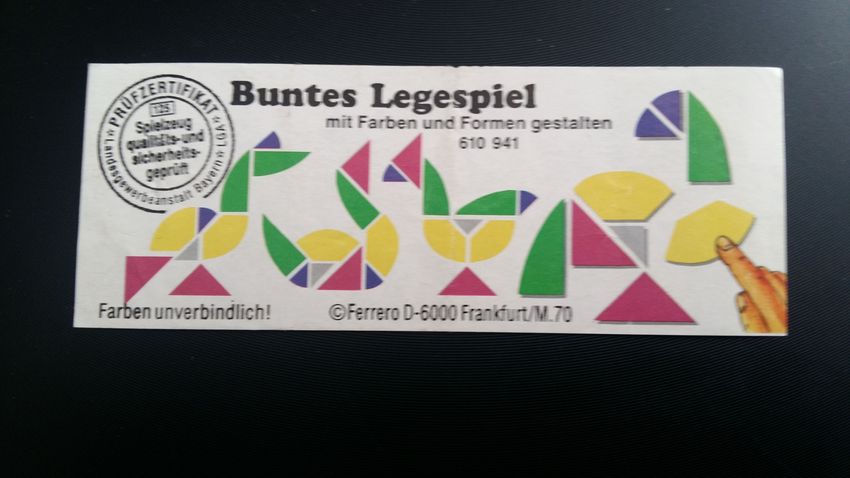 PRÜFZERTIFIKAT
125
Spielzeug
qualitäts- und
sicherheits-
geprüft
Landesgewerbeanstalt Bayern * LGA *
Buntes Legespiel
mit Farben und Formen gestalten
610 941
Farben unverbindlich!
©Ferrero D-6000 Frankfurt/M.70